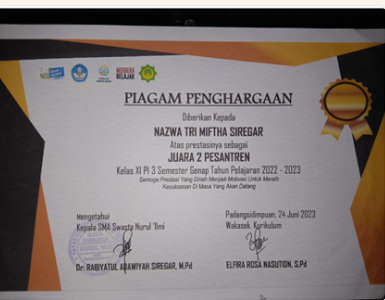 MERDEKA
BELAJAR
PIAGAM PENGHARGAAN
Diberikan Kepada
NAZWA TRI MIFTHA SIREGAR
Atas prestasinya sebagai
JUARA 2 PESANTREN
Kelas XI PI 3 Semester Genap Tahun Pelajaran 2022 - 2023
Semoga Prestasi Yang Diraih Menjadi Motivasi Untuk Meraih
Kesuksesan Di Masa Yang Akan Datang
Mengetahui
Kepala SMA Swasta Nurul 'Ilmi
Dr. RABIYATUL ADAWIYAH SIREGAR, M.Pd
Padangsidimpuan, 24 Juni 2023
Wakasek. Kurikulum
ELFIRA ROSA NASUTION, S.Pd